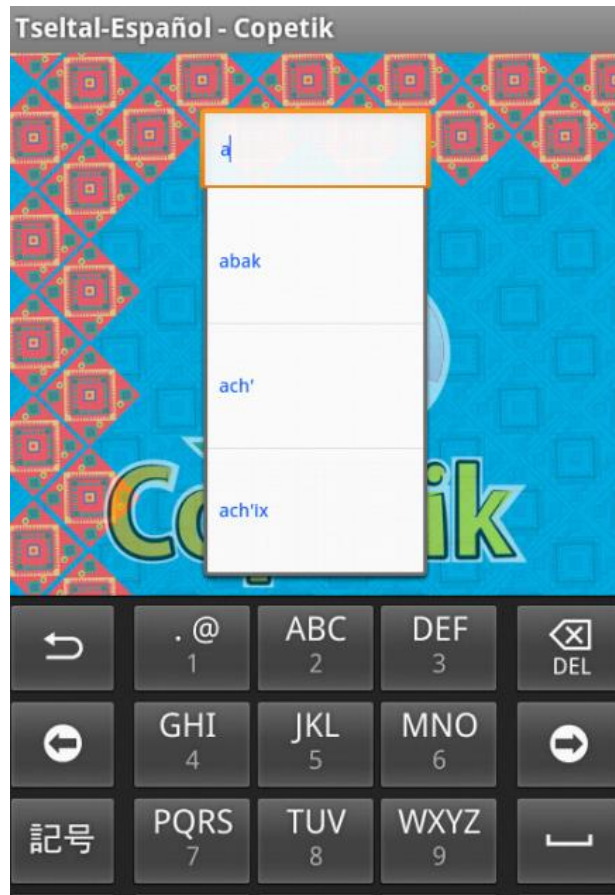 Tseltal-Español - Copetik
a
abak
ach'
ach'ix
. @
1
ABC
2
DEF
3
DEL
GHI
4
JKL
5
MNO
6
記号
PQRS
7
TUV
8
WXYZ
9